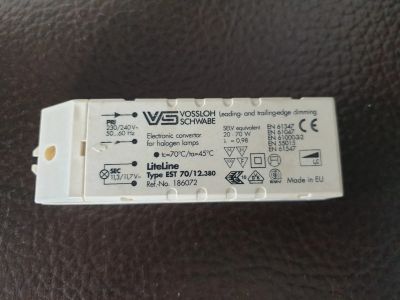 PRI
230/240V~
50...60 Hz
VS VOSSLOH
SCHWABE
Leading- and trailing-edge dimming
Electronic convertor
for halogen lamps
SELV equivalent
20 - 70 W
λ = 0,98
EN 61347
EN 61047
EN 61000-3-2
EN 55015
EN 61547
CE
tc=70°C/ta=45°C
LiteLine
Type EST 70/12.380
Ref.-No. 186072
SEC
11,3/11,7V~
Made in EU